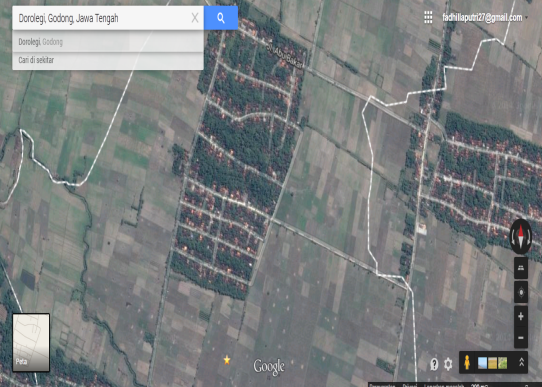 Dorolegi, Godong, Jawa Tengah
fadhillaputri27@gmail.com
Dorolegi, Godong
Cari di sekitar
Peta
Google